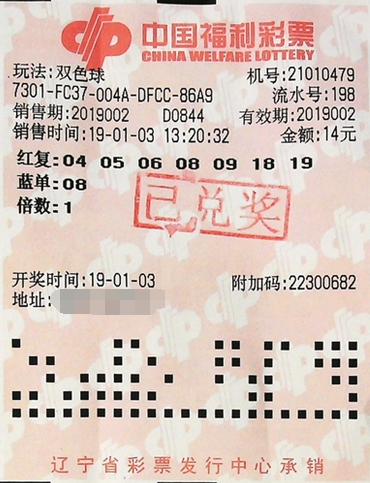 中国福利彩票
CHINA WELFARE LOTTERY
玩法:双色球 机号:21010479
7301-FC37-004A-DFCC-86A9 流水号:198
销售期:2019002 D0844 有效期:2019002
销售时间:19-01-03 13:20:32 金额:14元
红复:04 05 06 08 09 18 19
蓝单:08
倍数:1
已兑奖
开奖时间:19-01-03 附加码:22300682
地址:
辽宁省彩票发行中心承销